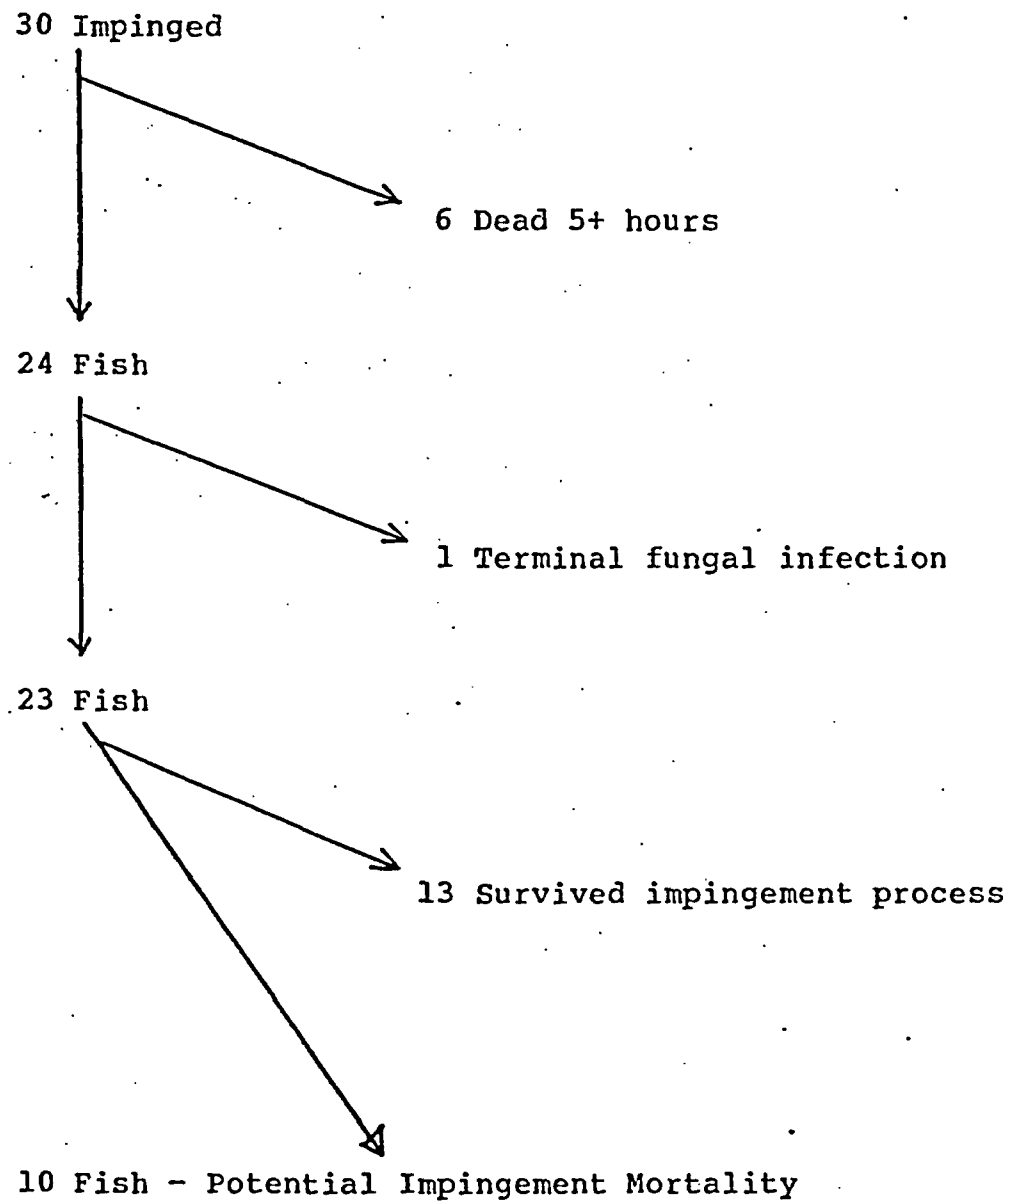 30 Impinged
6 Dead 5+ hours
24 Fish
1 Terminal fungal infection
23 Fish
13 Survived impingement process
10 Fish - Potential Impingement Mortality